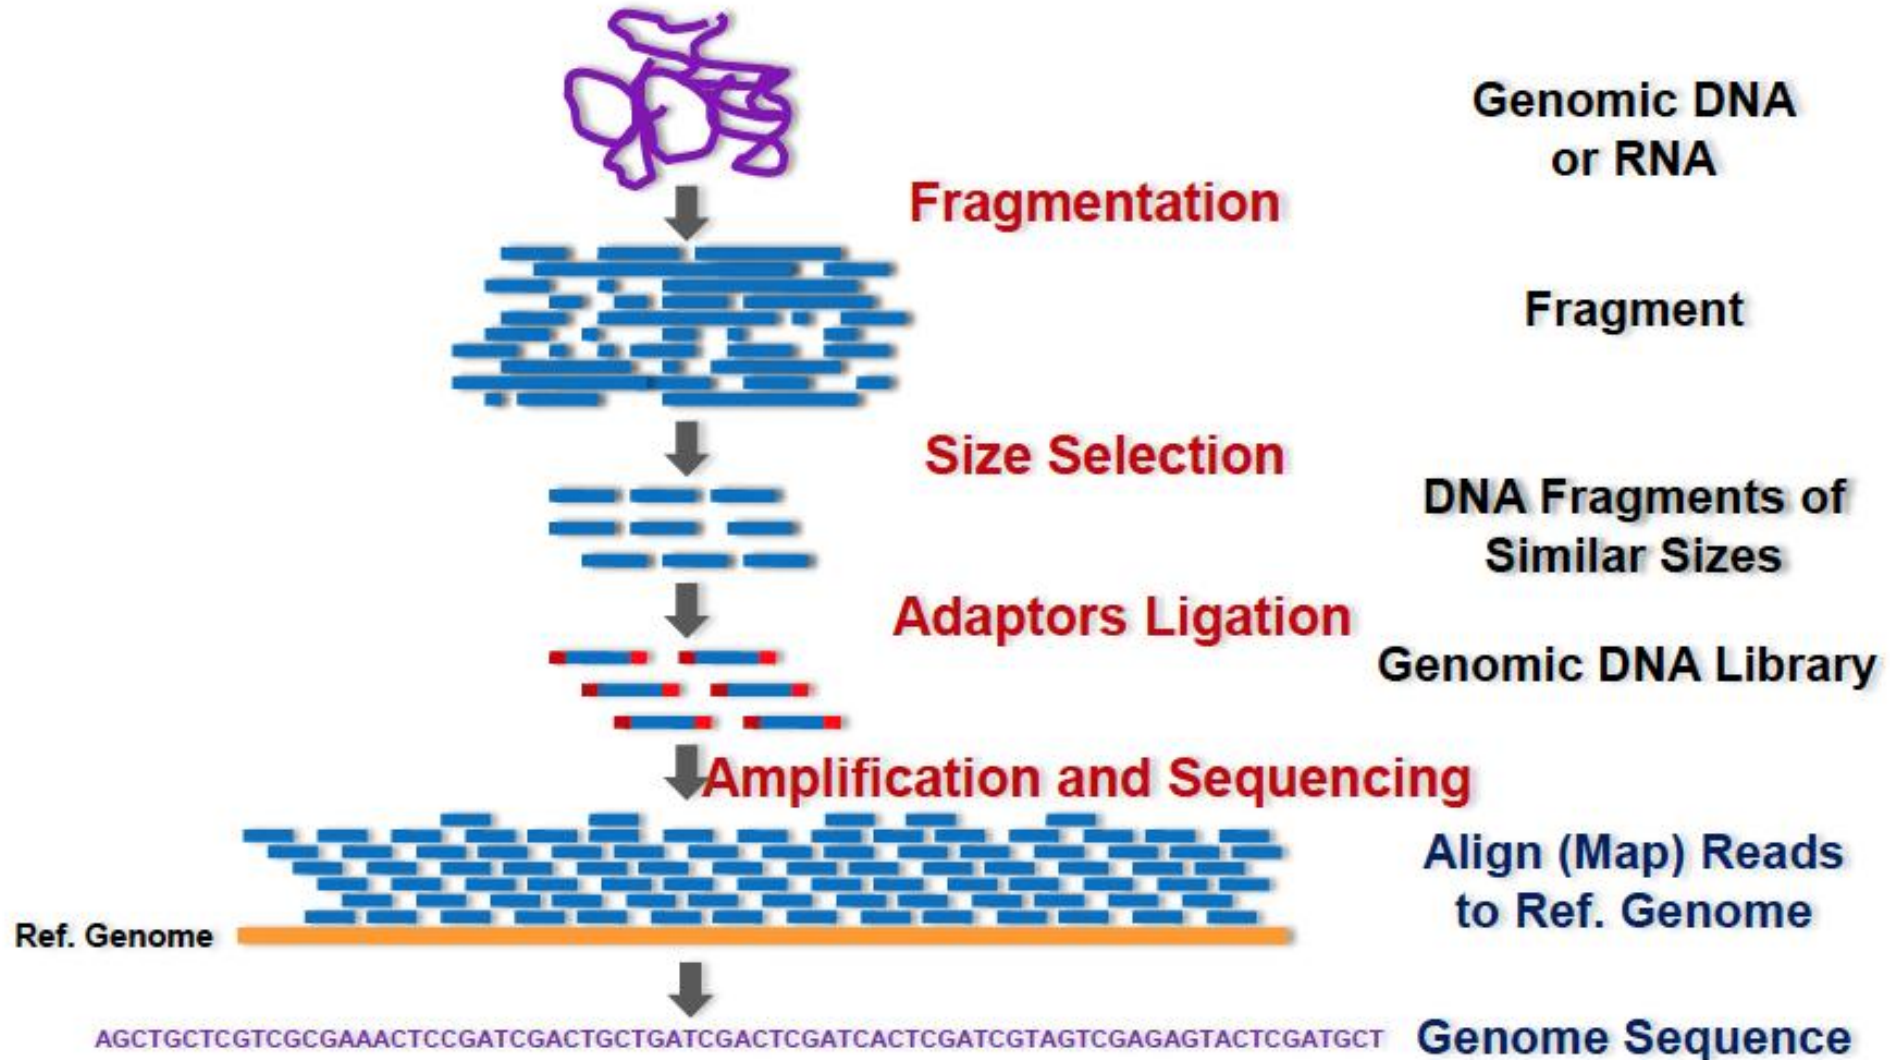 Genomic DNA
or RNA
Fragmentation
Fragment
Size Selection
DNA Fragments of
Similar Sizes
Adaptors Ligation
Genomic DNA Library
Amplification and Sequencing
Align (Map) Reads
to Ref. Genome
Ref. Genome
AGCTGCTCGTCGCGAAACTCCGATCGACTGCTGATCGACTCGATCACTCGATCGTAGTCGAGAGTACTCGATGCT
Genome Sequence